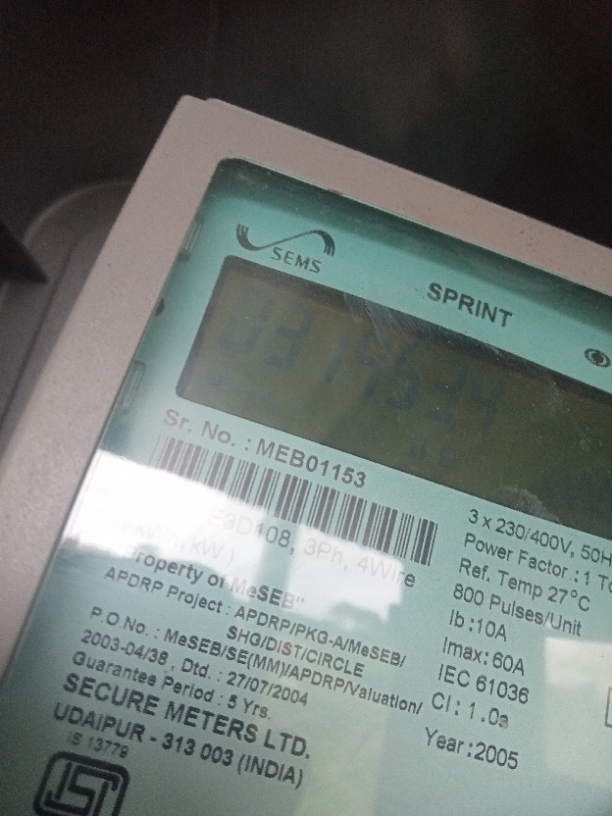 SEMS
SPRINT
Sr. No. : MEB01153
E3D108, 3Ph, 4Wire
kWh, kW )
Property of MeSEB"
APDRP Project : APDRP/PKG-A/MeSEB/
SHG/DIST/CIRCLE
P.O.No. : MeSEB/SE(MM)/APDRP/Valuation/
2003-04/38 , Dtd. : 27/07/2004
Guarantee Period : 5 Yrs.
SECURE METERS LTD.
UDAIPUR - 313 003 (INDIA)
IS 13779
ISI
3 x 230/400V, 50H
Power Factor : 1 To
Ref. Temp 27°C
800 Pulses/Unit
Ib :10A
Imax: 60A
IEC 61036
Cl : 1.0s
Year :2005